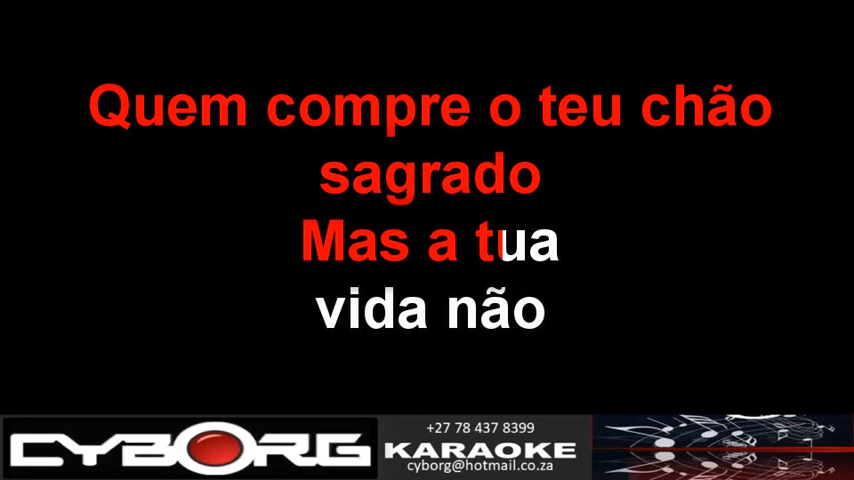 Quem compre o teu chão
sagrado
Mas a tua
vida não
CYBORG
+27 78 437 8399
KARAOKE
cyborg@hotmail.co.za